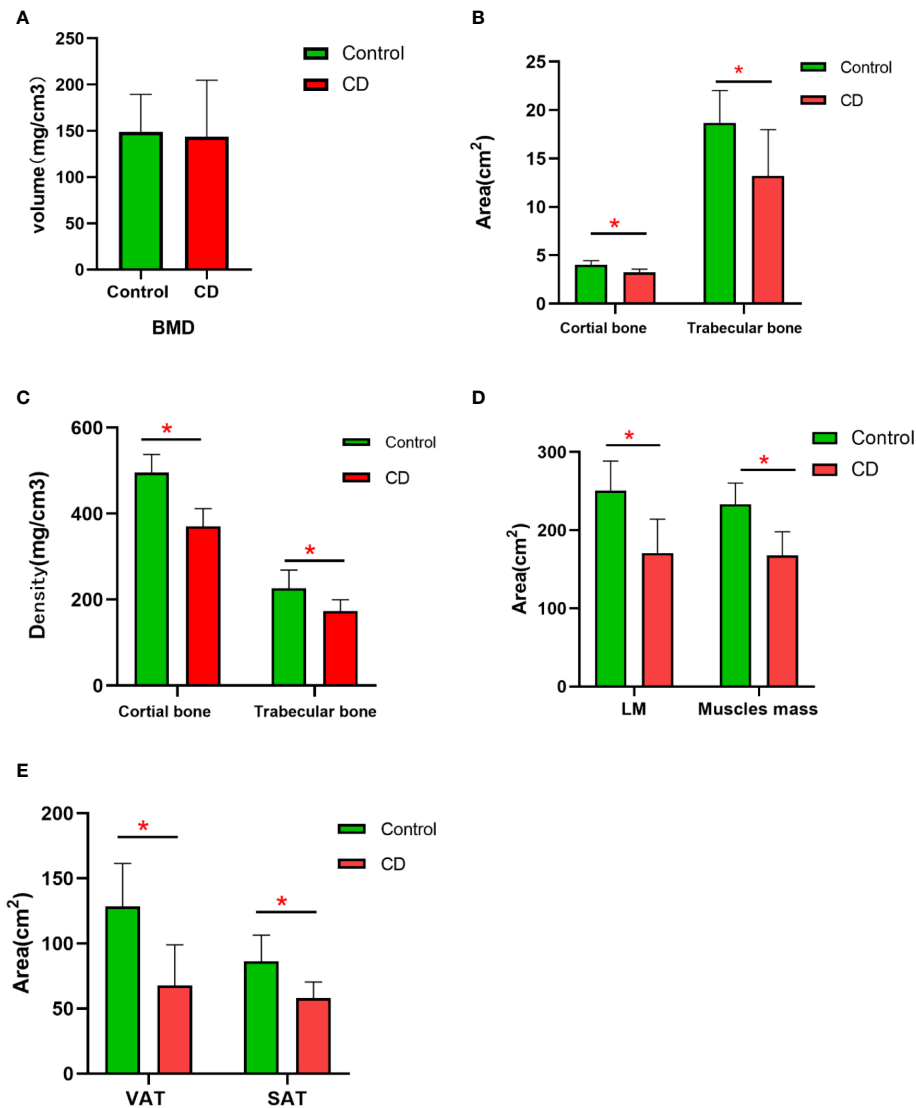 A
250
200
150
100
50
0
volume(mg/cm3)
Control
CD
Control CD
BMD
B
25
20
15
10
5
0
Area(cm²)
*
*
Control
CD
Cortial bone Trabecular bone
C
600
400
200
0
Density(mg/cm3)
*
*
Control
CD
Cortial bone Trabecular bone
D
300
200
100
0
Area(cm²)
*
*
Control
CD
LM Muscles mass
E
200
150
100
50
0
Area(cm²)
*
*
Control
CD
VAT SAT